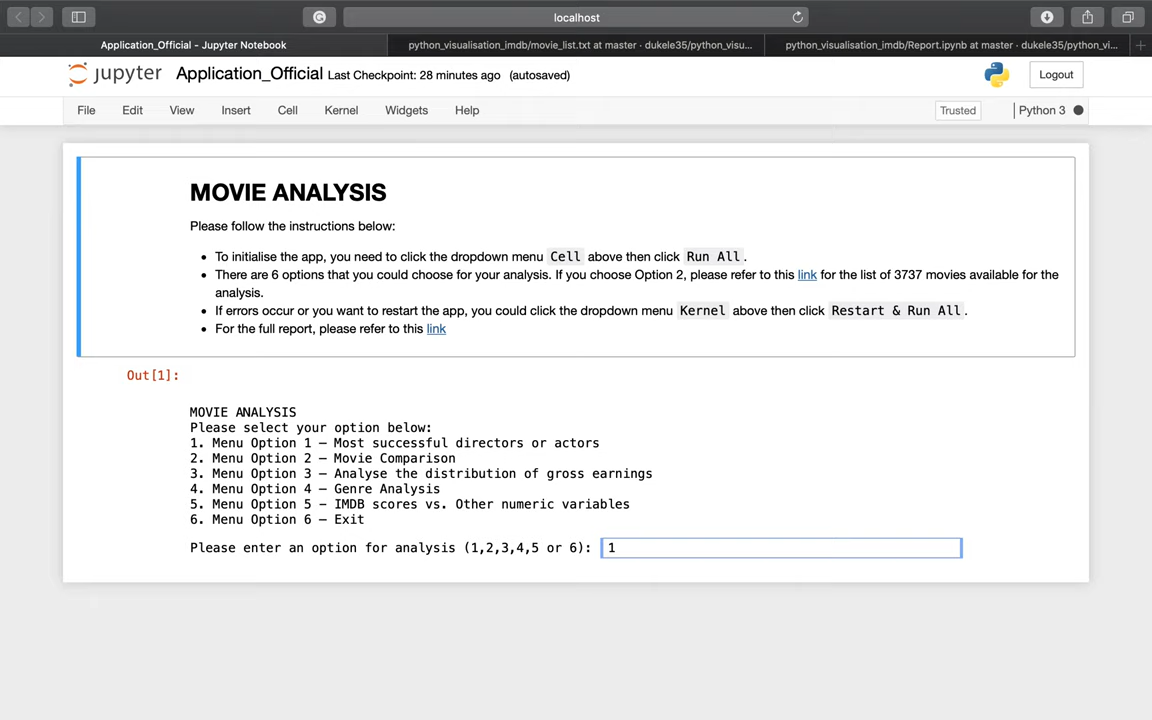 localhost
Application_Official - Jupyter Notebook
python_visualisation_imdb/movie_list.txt at master · dukele35/python_visu...
python_visualisation_imdb/Report.ipynb at master · dukele35/python_vi...
jupyter Application_Official Last Checkpoint: 28 minutes ago (autosaved)
Logout
File Edit View Insert Cell Kernel Widgets Help
Trusted
Python 3
MOVIE ANALYSIS
Please follow the instructions below:
• To initialise the app, you need to click the dropdown menu Cell above then click Run All.
• There are 6 options that you could choose for your analysis. If you choose Option 2, please refer to this link for the list of 3737 movies available for the
analysis.
• If errors occur or you want to restart the app, you could click the dropdown menu Kernel above then click Restart & Run All.
• For the full report, please refer to this link
Out[1]:
MOVIE ANALYSIS
Please select your option below:
1. Menu Option 1 – Most successful directors or actors
2. Menu Option 2 – Movie Comparison
3. Menu Option 3 – Analyse the distribution of gross earnings
4. Menu Option 4 – Genre Analysis
5. Menu Option 5 - IMDB scores vs. Other numeric variables
6. Menu Option 6 – Exit
Please enter an option for analysis (1,2,3,4,5 or 6): 1